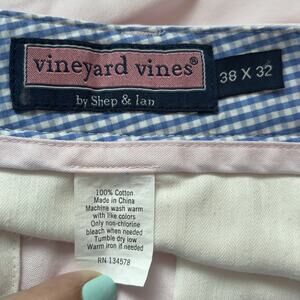 vineyard vines®
by Shep & Ian
38 X 32
100% Cotton
Made in China
Machine wash warm
with like colors
Only non-chlorine
bleach when needed
Tumble dry low
Warm iron if needed
RN 134578